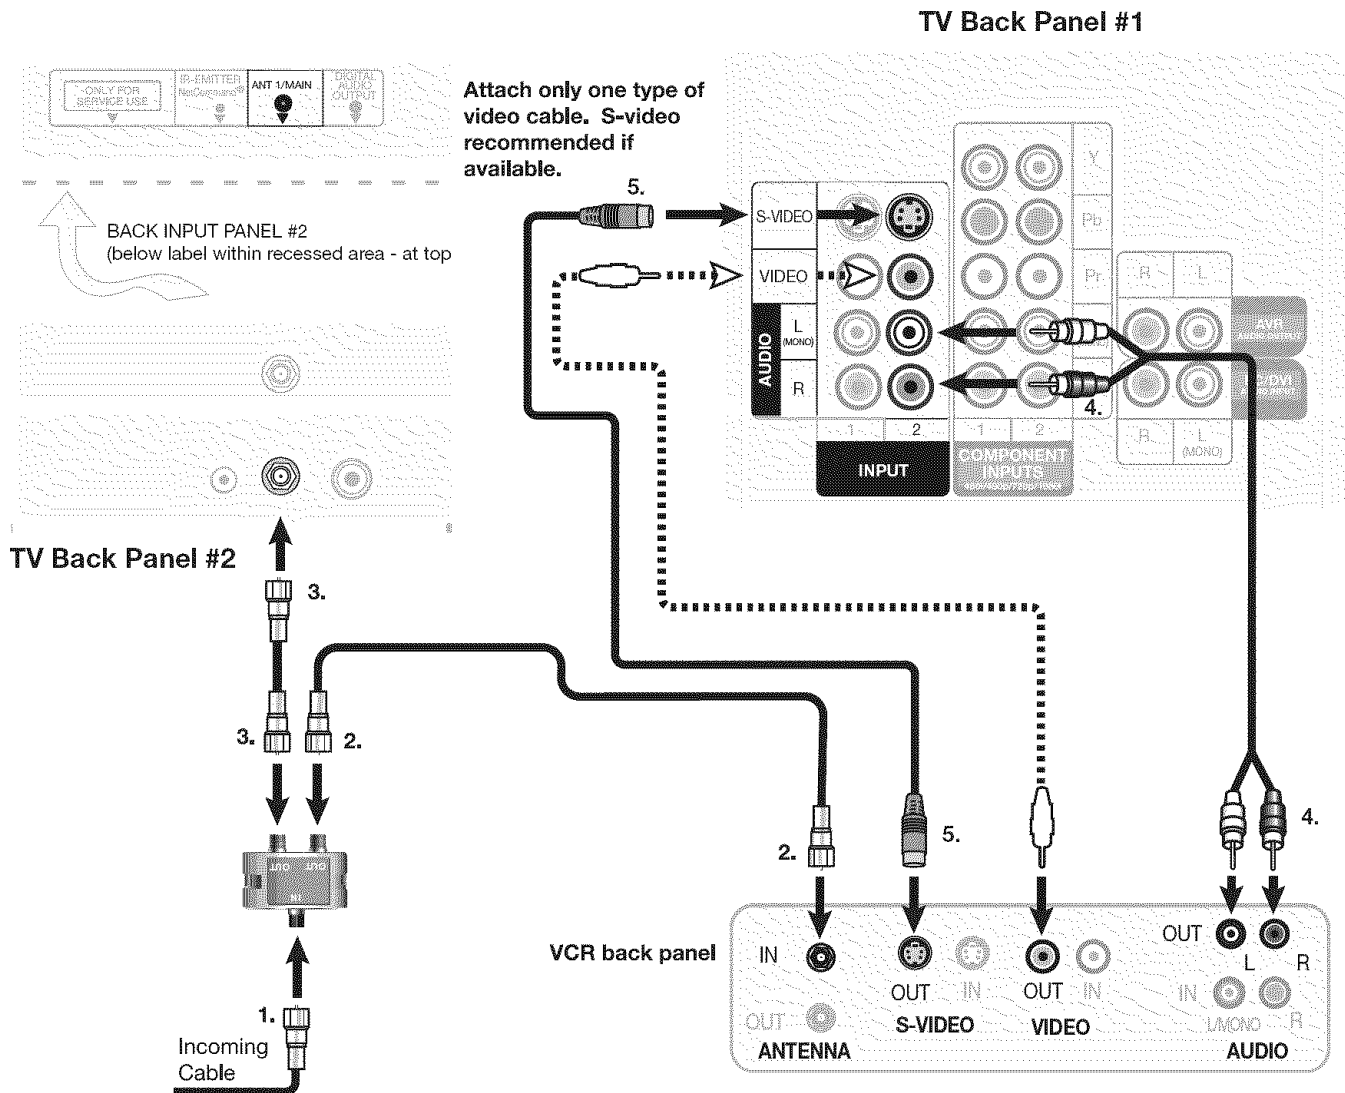 TV Back Panel #1
ONLY FOR
SERVICE USE
IR-EMITTER
NetCommand®
ANT 1/MAIN
DIGITAL
AUDIO
OUTPUT
Attach only one type of
video cable.  S-video
recommended if
available.
BACK INPUT PANEL #2
(below label within recessed area - at top
5.
S-VIDEO
VIDEO
AUDIO
L
(MONO)
R
1
2
INPUT
Y
Pb
Pr
1
2
COMPONENT
INPUTS
R
L
AVR
R
L
(MONO)
4.
TV Back Panel #2
3.
3.
2.
OUT
OUT
IN
1.
Incoming
Cable
2.
5.
4.
VCR back panel
IN
OUT
ANTENNA
OUT
IN
S-VIDEO
OUT
IN
VIDEO
OUT
L
R
IN
L/MONO
R
AUDIO